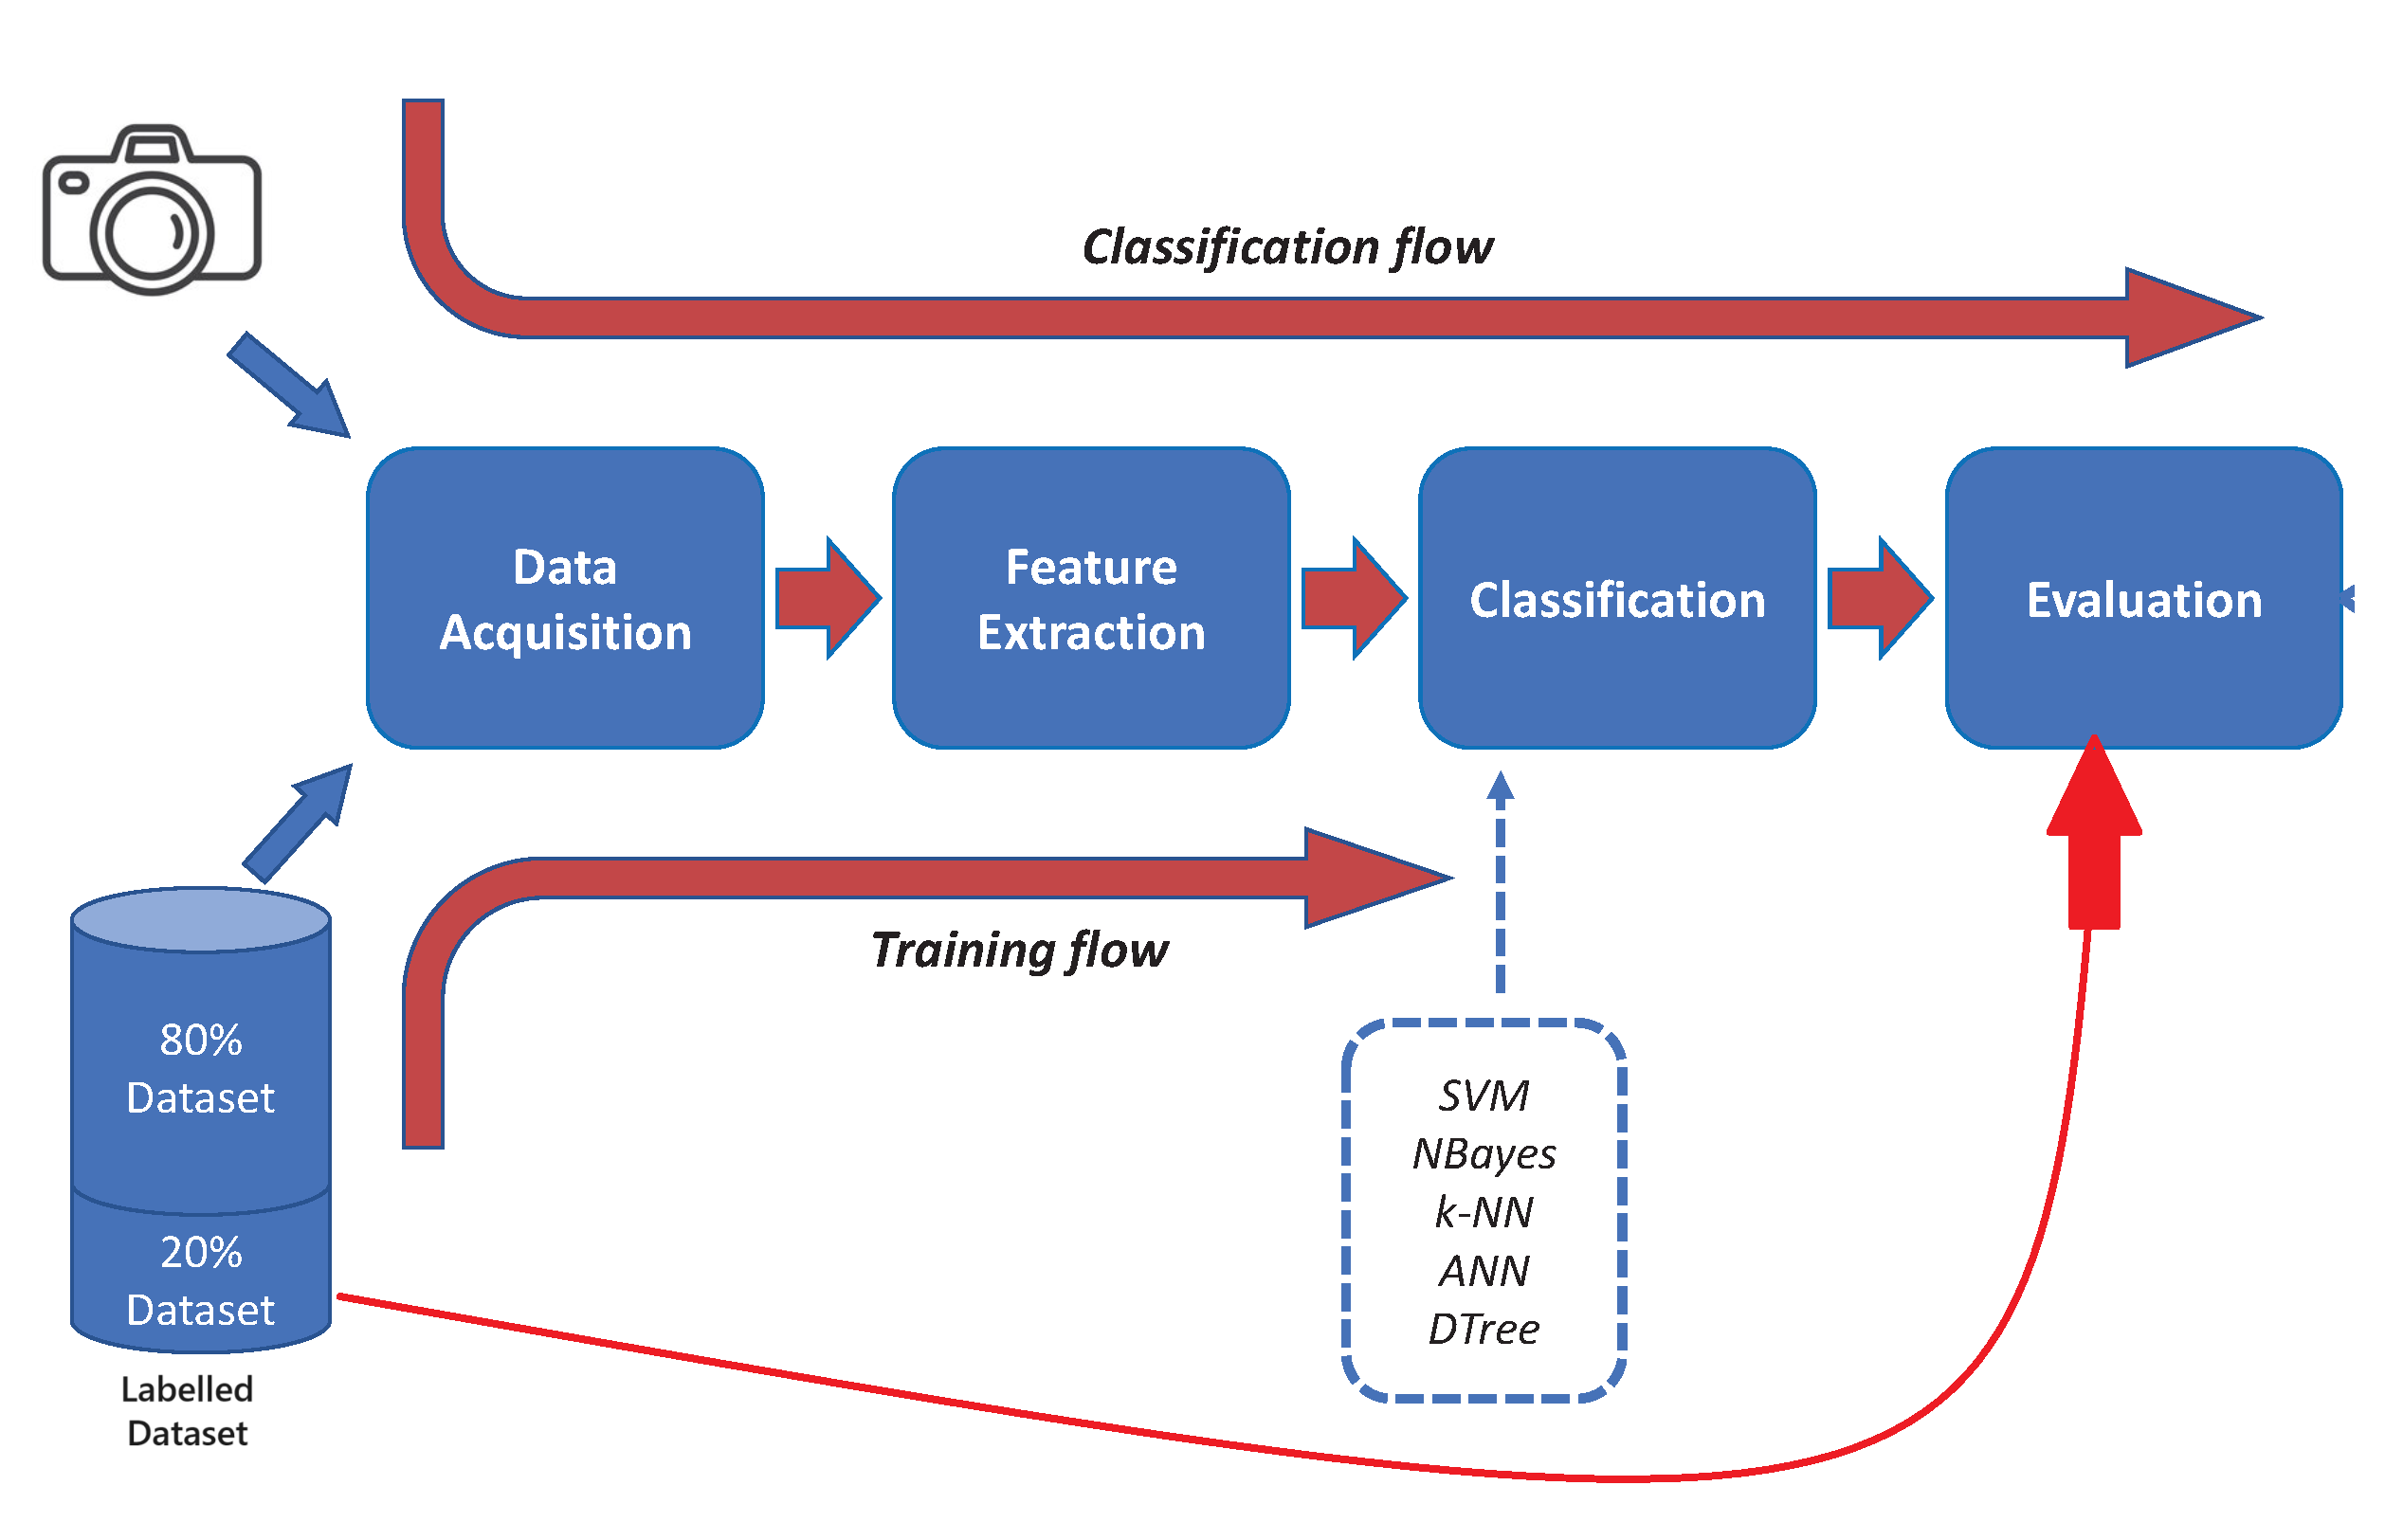 Classification flow
Data
Acquisition
Feature
Extraction
Classification
Evaluation
Training flow
80%
Dataset
20%
Dataset
Labelled
Dataset
SVM
NBayes
k-NN
ANN
DTree